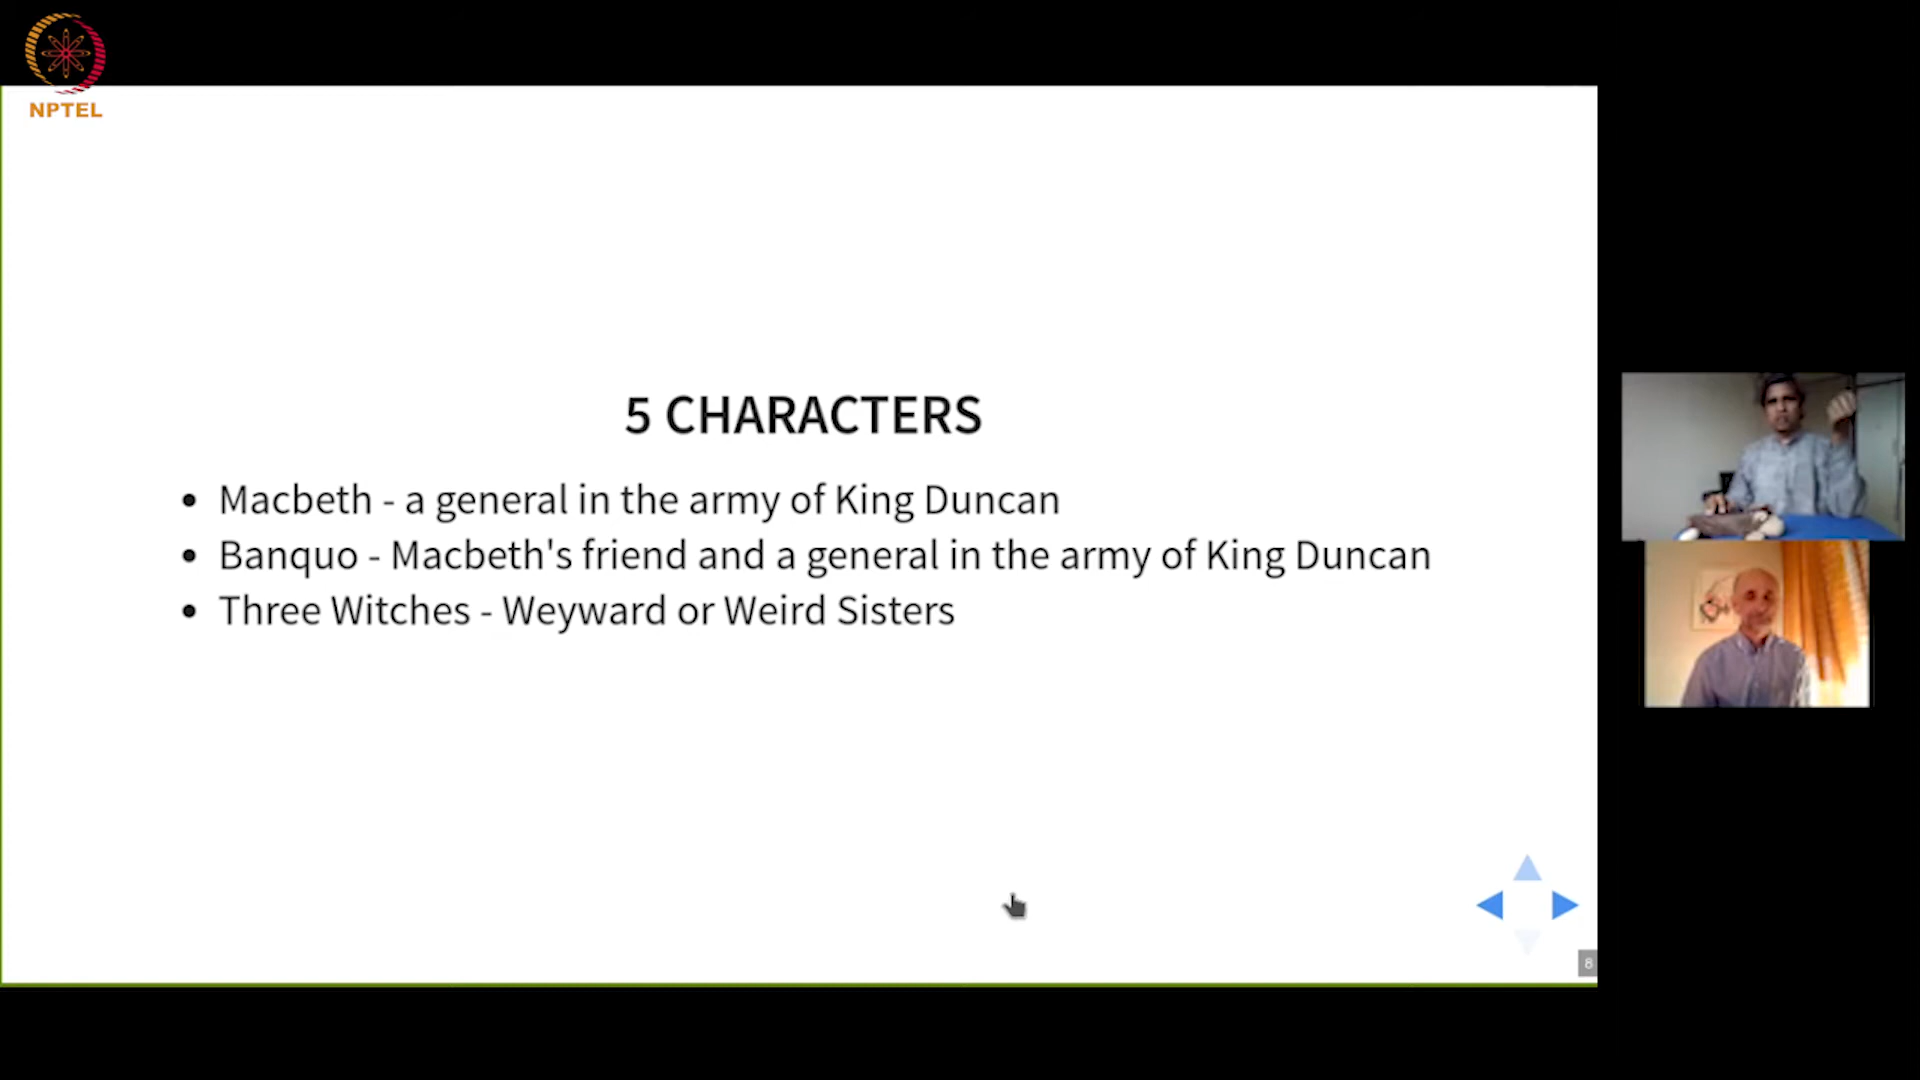 NPTEL
5 CHARACTERS
• Macbeth - a general in the army of King Duncan
• Banquo - Macbeth's friend and a general in the army of King Duncan
• Three Witches - Weyward or Weird Sisters
8